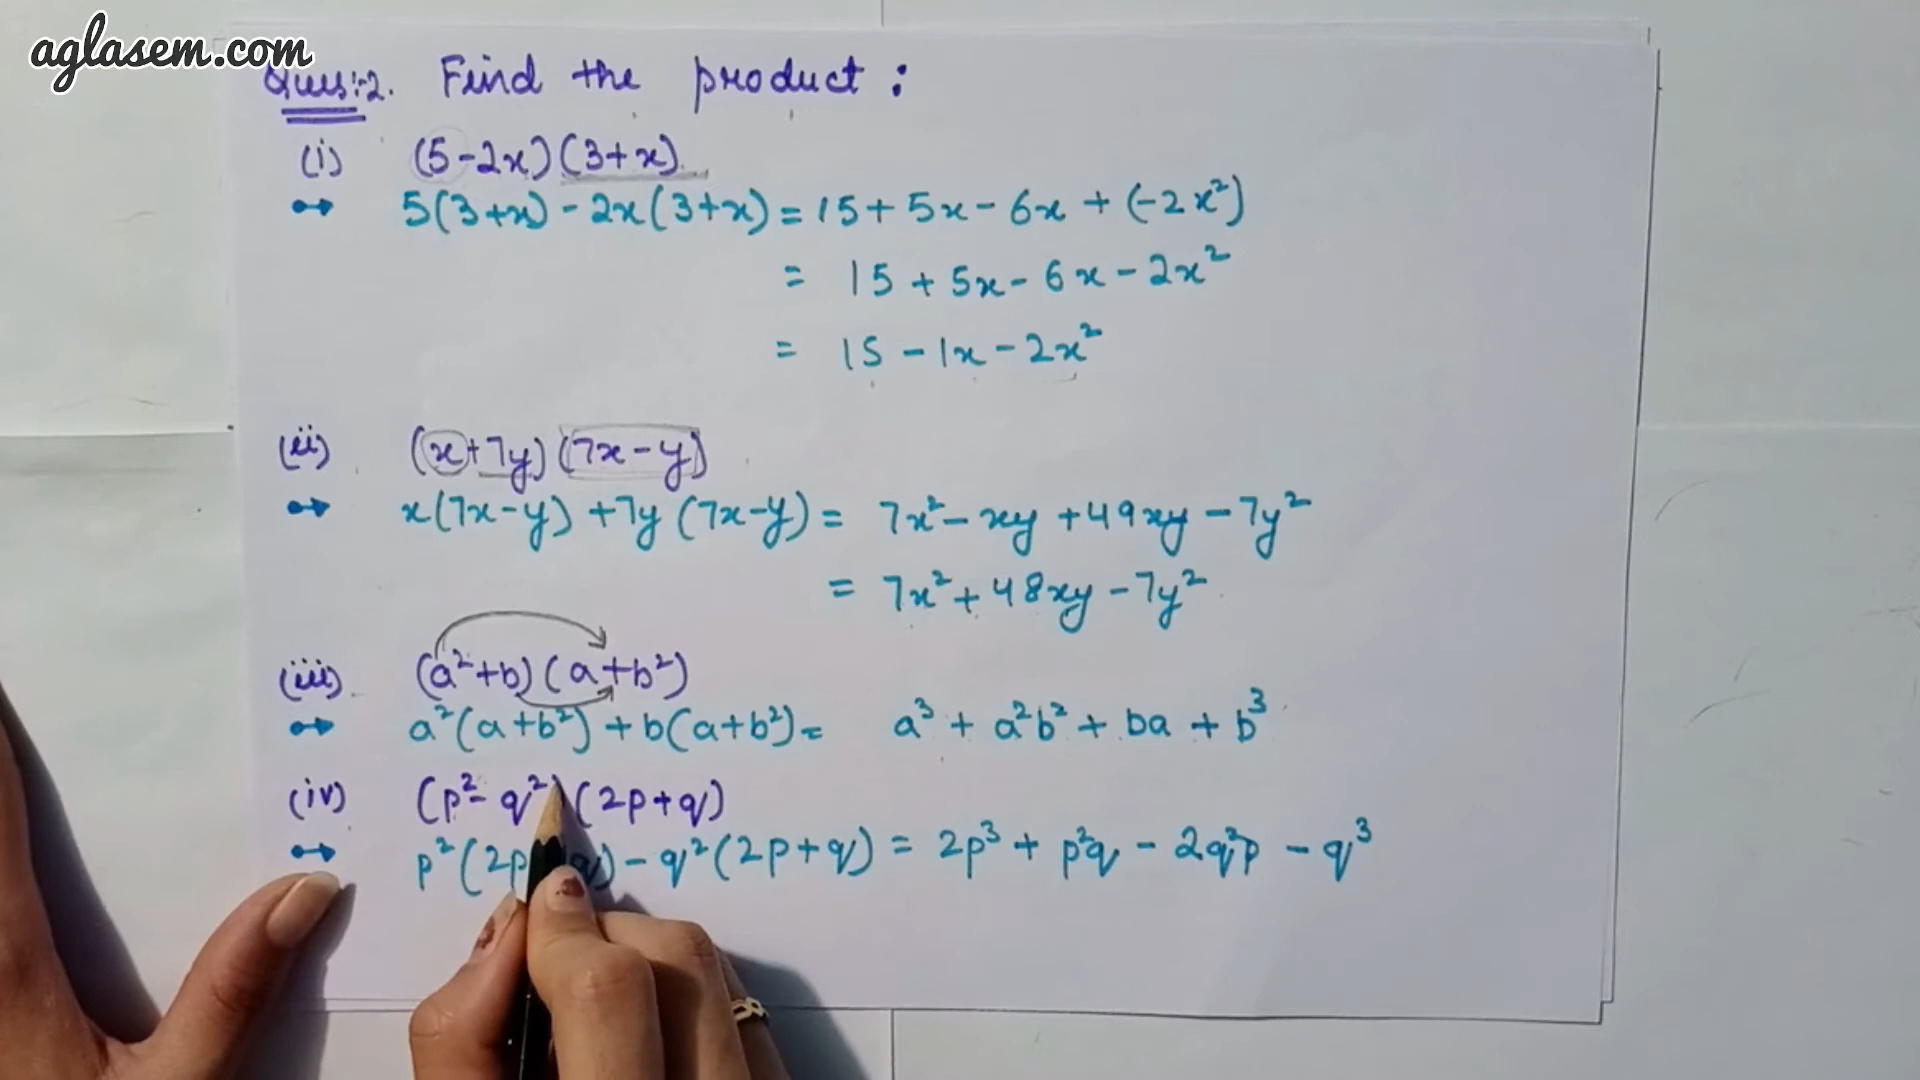 aglasem.com
Ques:-2. Find the product :
(i) (5-2x)(3+x)
5(3+x)-2x(3+x) = 15 + 5x - 6x + (-2x²)
= 15 + 5x - 6x - 2x²
= 15 - 1x - 2x²
(ii) (x+7y)(7x-y)
x(7x-y) +7y (7x-y) = 7x² - xy +49xy - 7y²
= 7x² + 48xy - 7y²
(iii) (a²+b)(a+b²)
a²(a+b²) + b(a+b²) = a³ + a²b² + ba + b³
(iv) (p²- q²)(2p+q)
p²(2p q) - q²(2p+q) = 2p³ + p²q - 2q²p - q³